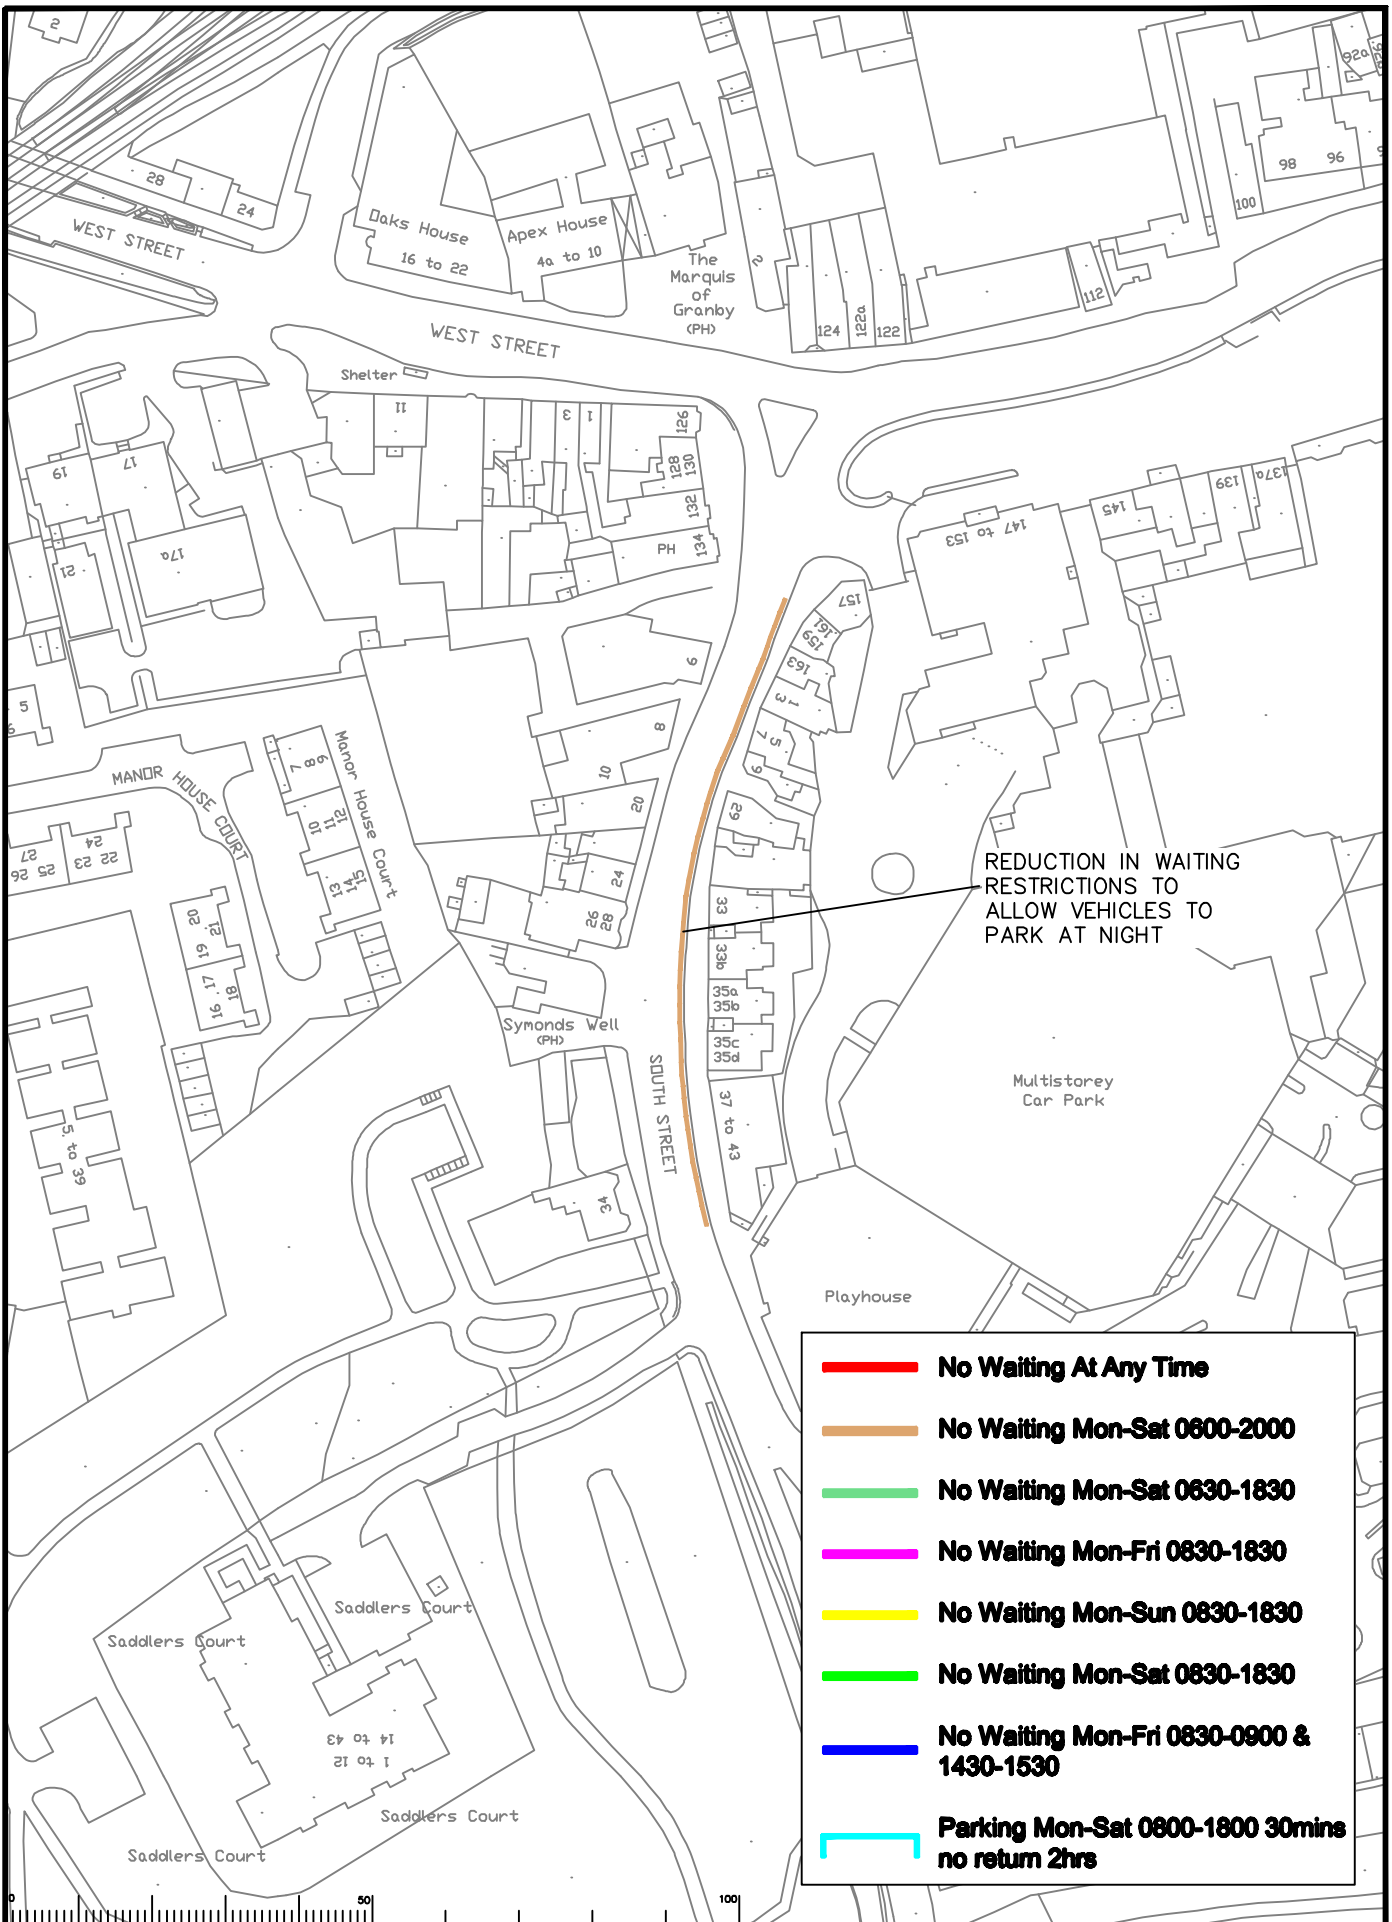 2
92a
98
96
100
28
24
WEST STREET
Oaks House
16 to 22
Apex House
4a to 10
The
Marquis
of
Granby
(PH)
2
124
122a
122
112
WEST STREET
Shelter
11
3
1
126
128
130
132
134
PH
19
17
17a
21
147 to 153
145
139
137a
157
159
161
163
1
3
5
7
9
6
8
10
20
29
24
26
28
33
33b
35a
35b
35c
35d
37 to 43
5
MANOR HOUSE COURT
Manor House Court
7
8
9
10
11
12
13
14
15
27
26 25
24
22 23
20
21
19
17
16
18
5 to 39
REDUCTION IN WAITING
RESTRICTIONS TO
ALLOW VEHICLES TO
PARK AT NIGHT
Symonds Well
(PH)
SOUTH STREET
34
Multistorey
Car Park
Playhouse
Saddlers Court
Saddlers Court
14 to 43
1 to 12
Saddlers Court
Saddlers Court
No Waiting At Any Time
No Waiting Mon-Sat 0600-2000
No Waiting Mon-Sat 0630-1830
No Waiting Mon-Fri 0830-1830
No Waiting Mon-Sun 0830-1830
No Waiting Mon-Sat 0830-1830
No Waiting Mon-Fri 0830-0900 &
1430-1530
Parking Mon-Sat 0800-1800 30mins
no return 2hrs
0
50
100